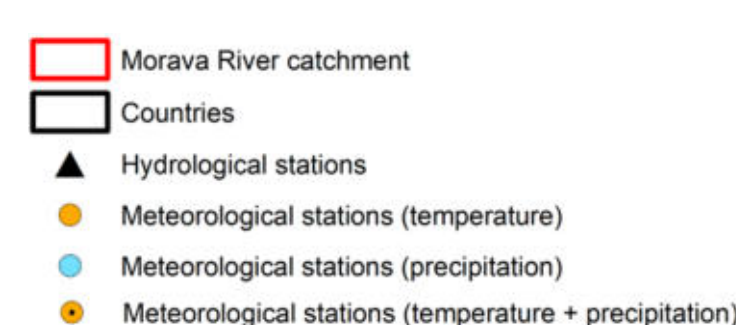 Morava River catchment
Countries
Hydrological stations
Meteorological stations (temperature)
Meteorological stations (precipitation)
Meteorological stations (temperature + precipitation)